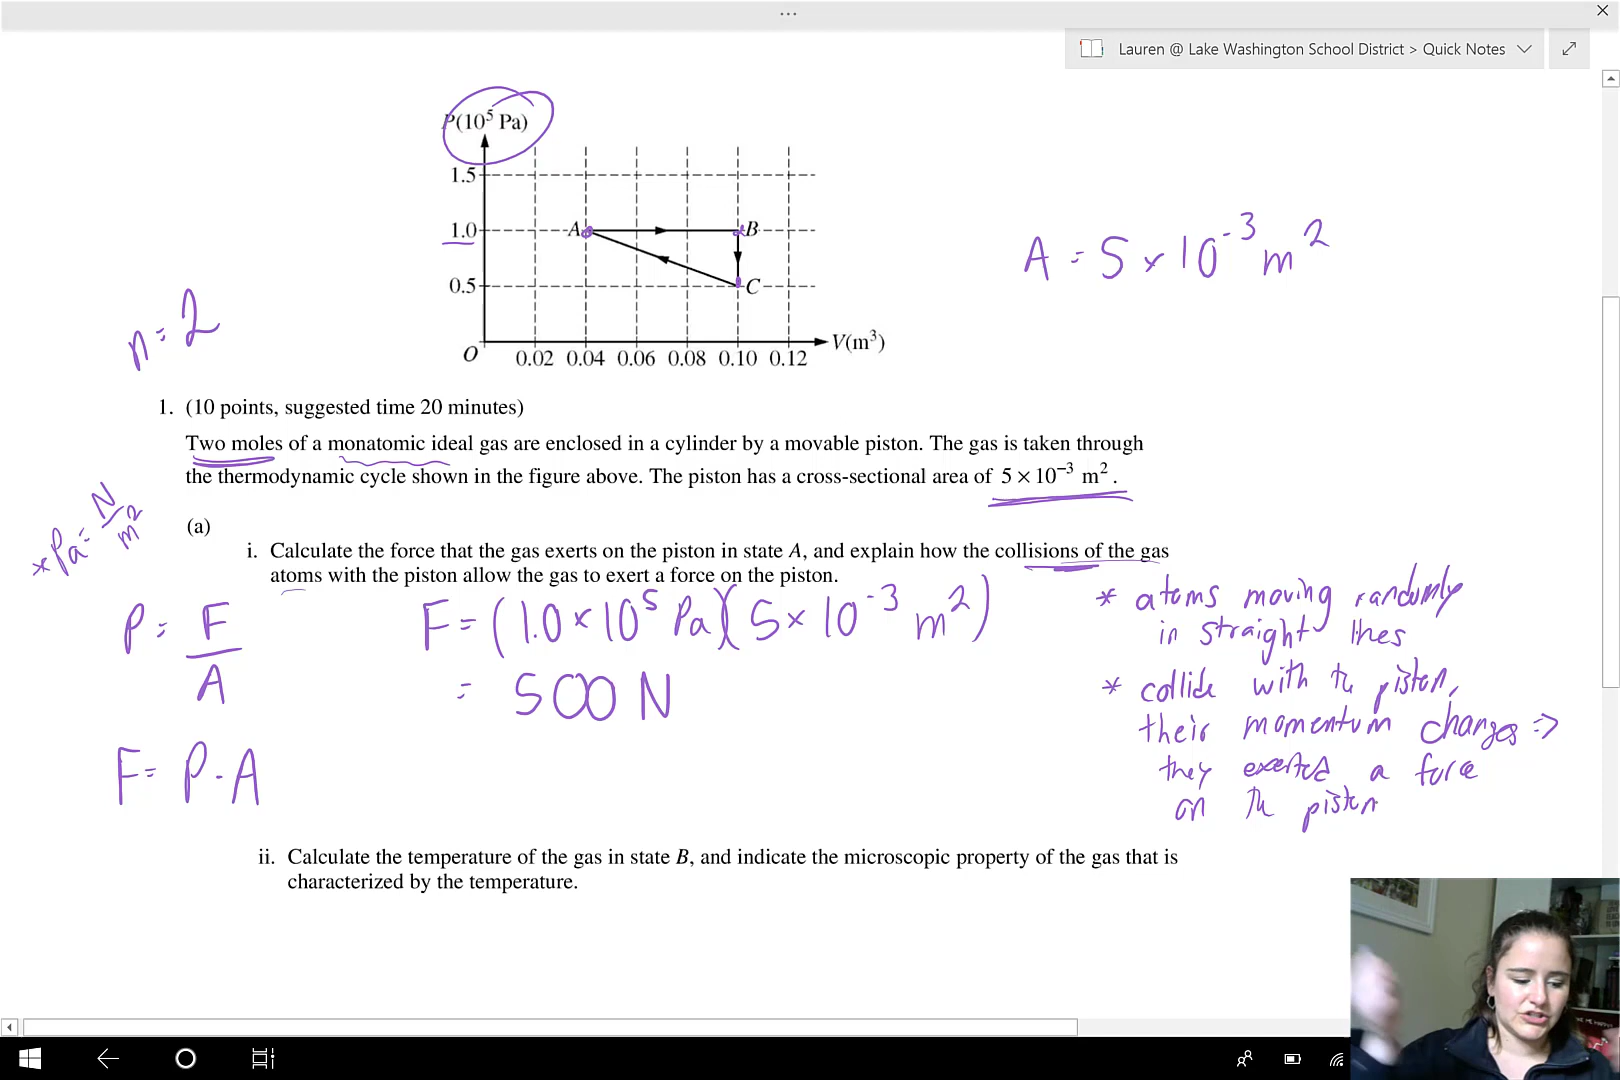 Lauren @ Lake Washington School District > Quick Notes
P(10⁵ Pa)
1.5
1.0
0.5
A
B
C
O
0.02 0.04 0.06 0.08 0.10 0.12
V(m³)
A = 5 × 10⁻³ m²
n = 2
1. (10 points, suggested time 20 minutes)
Two moles of a monatomic ideal gas are enclosed in a cylinder by a movable piston. The gas is taken through
the thermodynamic cycle shown in the figure above. The piston has a cross-sectional area of 5 × 10⁻³ m².
* Pa = N/m²
(a)
i. Calculate the force that the gas exerts on the piston in state A, and explain how the collisions of the gas
atoms with the piston allow the gas to exert a force on the piston.
P = F/A
F = (1.0 × 10⁵ Pa)(5 × 10⁻³ m²)
= 500 N
F = P · A
* atoms moving randomly
in straight lines
* collide with the piston,
their momentum changes ⇒
they exerted a force
on the piston
ii. Calculate the temperature of the gas in state B, and indicate the microscopic property of the gas that is
characterized by the temperature.